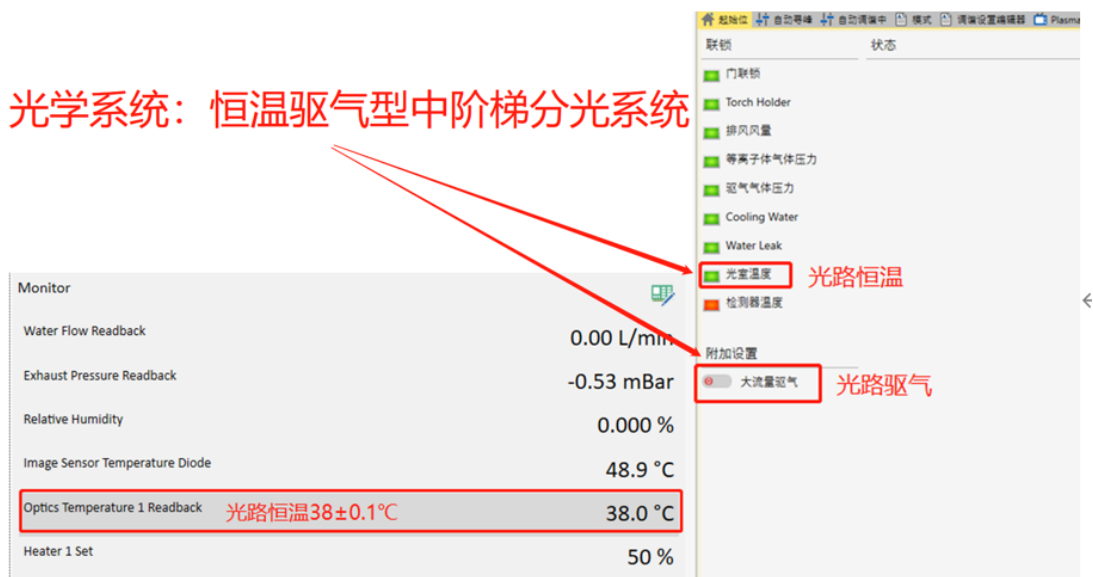 起始位 自动寻峰 自动调谐中 模式 调谐设置编辑器 Plasma
联锁 状态
门联锁
Torch Holder
光学系统：恒温驱气型中阶梯分光系统
排风风量
等离子体气体压力
驱气气体压力
Cooling Water
Water Leak
光室温度 光路恒温
检测器温度
附加设置
大流量驱气 光路驱气
Monitor
Water Flow Readback 0.00 L/min
Exhaust Pressure Readback -0.53 mBar
Relative Humidity 0.000 %
Image Sensor Temperature Diode 48.9 °C
Optics Temperature 1 Readback 光路恒温38±0.1℃ 38.0 °C
Heater 1 Set 50 %